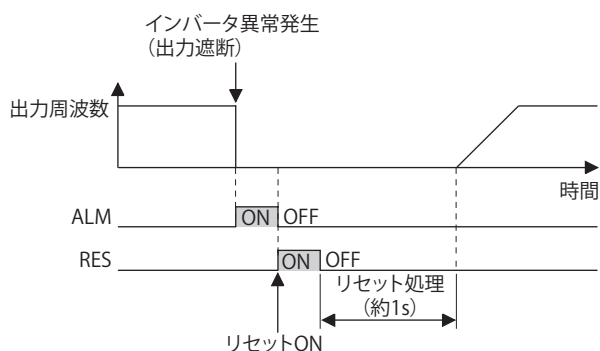 インバータ異常発生
（出力遮断）
出力周波数
時間
ALM
ON
OFF
RES
ON
OFF
リセット処理
（約1s）
リセットON